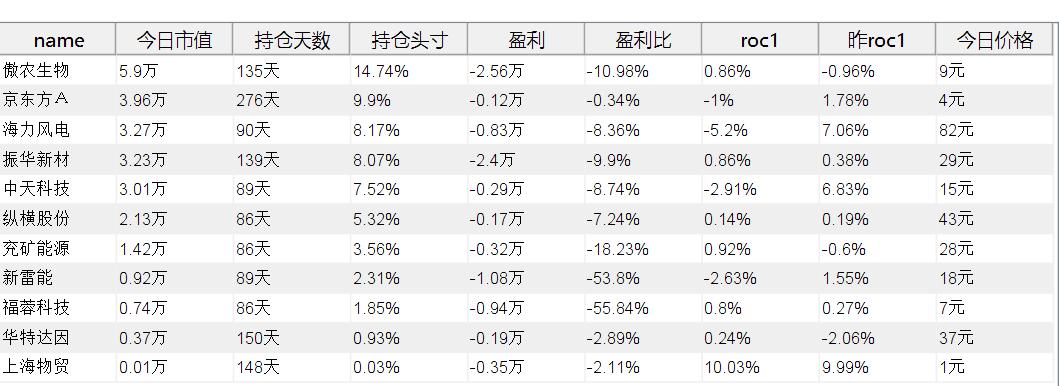 name 今日市值 持仓天数 持仓头寸 盈利 盈利比 roc1 昨roc1 今日价格
傲农生物 5.9万 135天 14.74% -2.56万 -10.98% 0.86% -0.96% 9元
京东方Ａ 3.96万 276天 9.9% -0.12万 -0.34% -1% 1.78% 4元
海力风电 3.27万 90天 8.17% -0.83万 -8.36% -5.2% 7.06% 82元
振华新材 3.23万 139天 8.07% -2.4万 -9.9% 0.86% 0.38% 29元
中天科技 3.01万 89天 7.52% -0.29万 -8.74% -2.91% 6.83% 15元
纵横股份 2.13万 86天 5.32% -0.17万 -7.24% 0.14% 0.19% 43元
兖矿能源 1.42万 86天 3.56% -0.32万 -18.23% 0.92% -0.6% 28元
新雷能 0.92万 89天 2.31% -1.08万 -53.8% -2.63% 1.55% 18元
福蓉科技 0.74万 86天 1.85% -0.94万 -55.84% 0.8% 0.27% 7元
华特达因 0.37万 150天 0.93% -0.19万 -2.89% 0.24% -2.06% 37元
上海物贸 0.01万 148天 0.03% -0.35万 -2.11% 10.03% 9.99% 1元